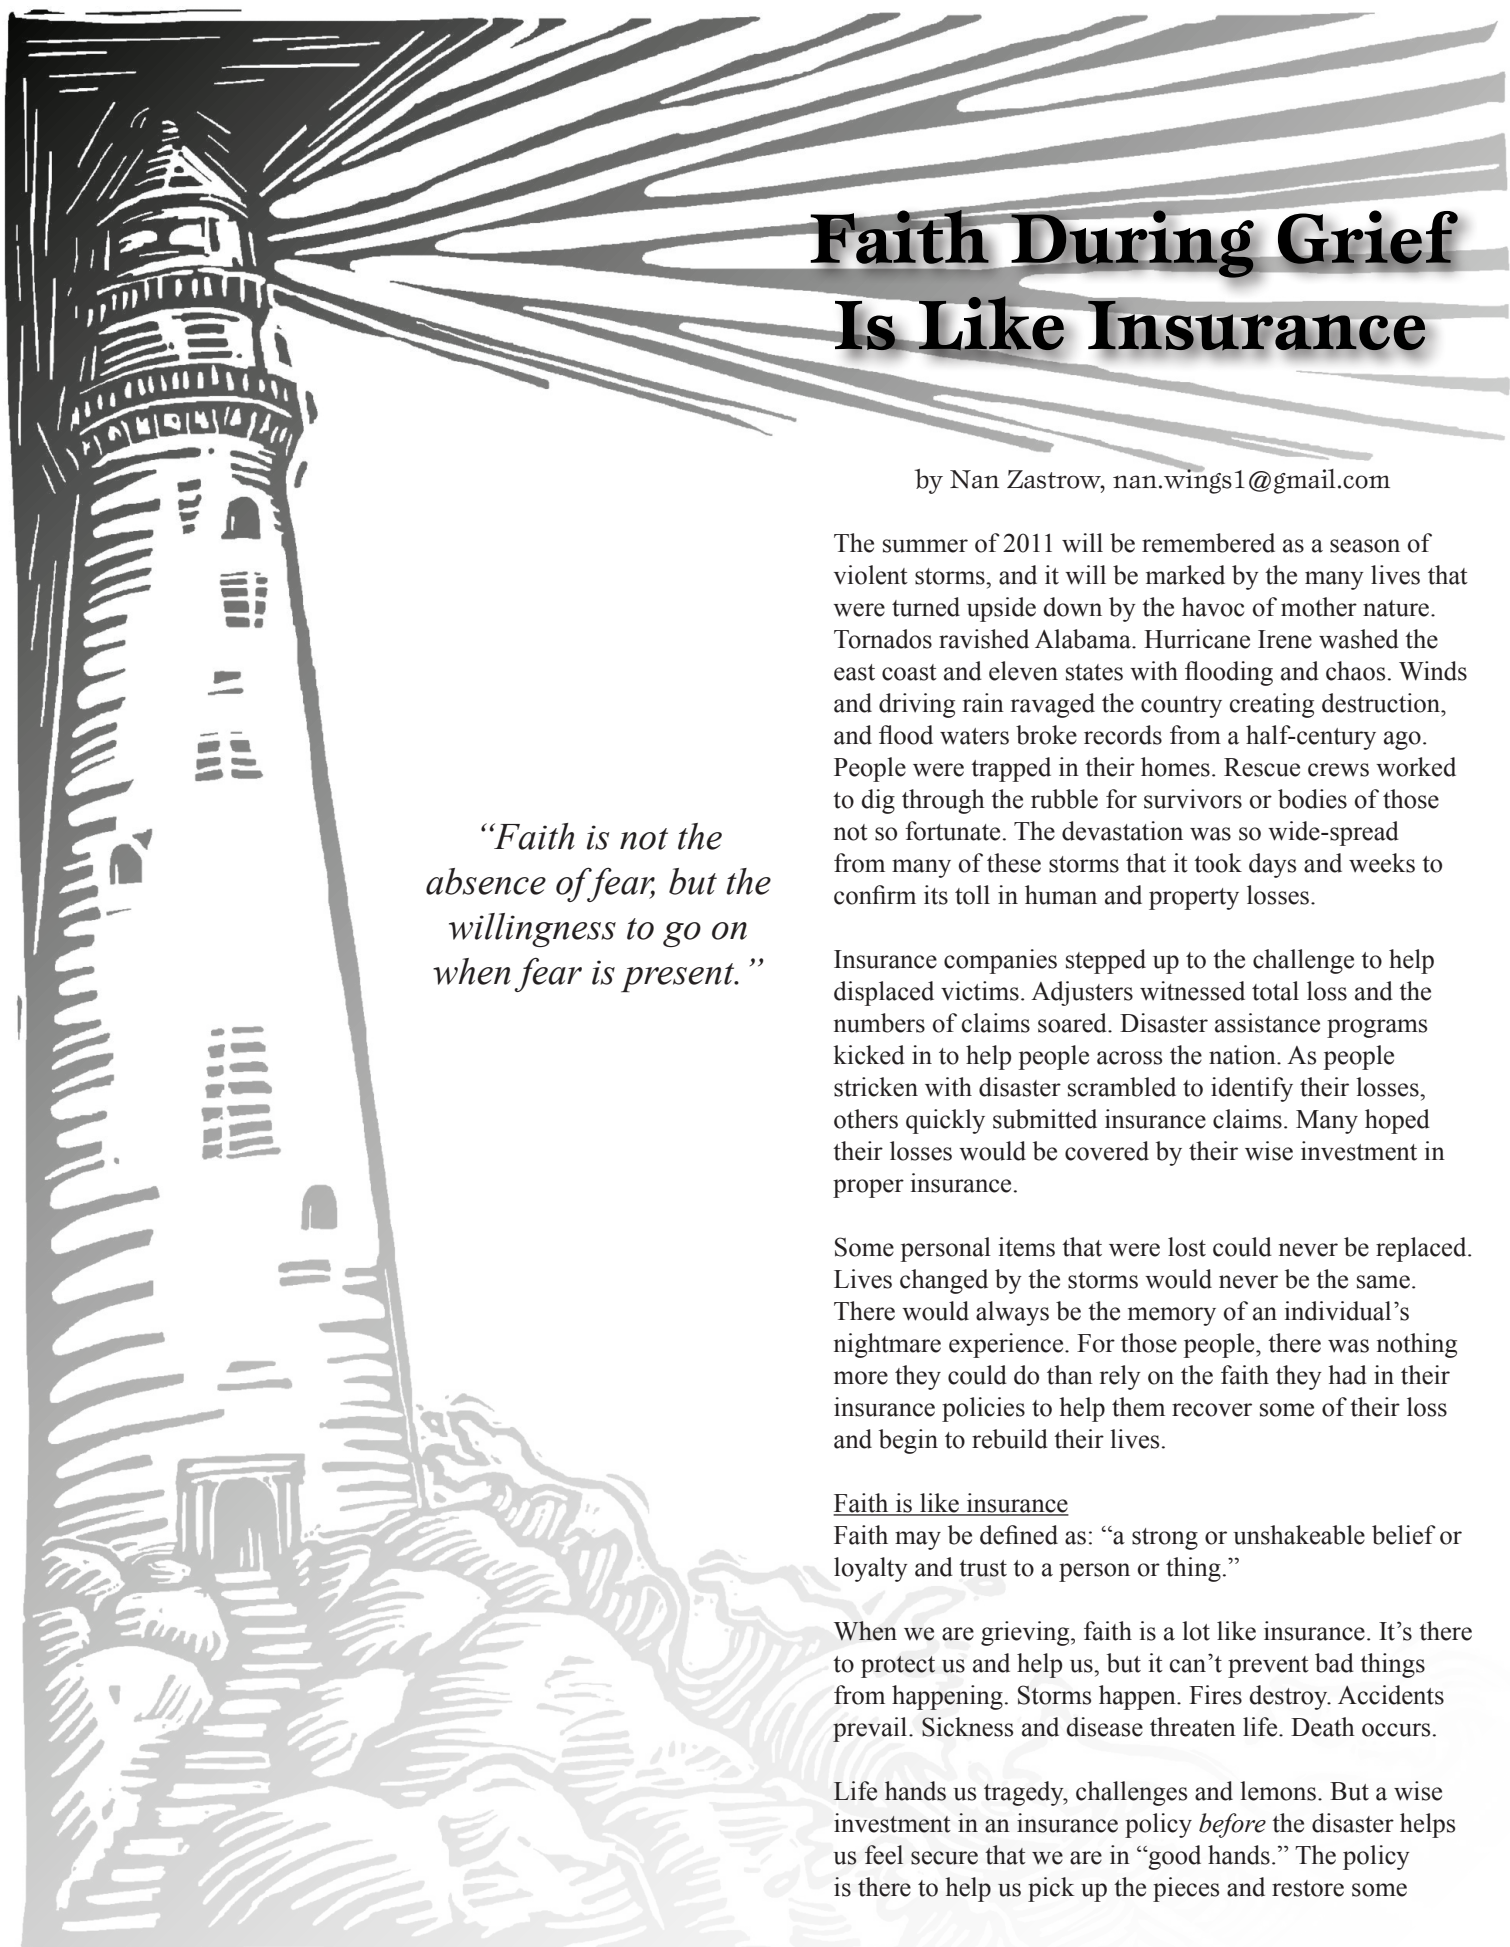 Faith During Grief
Is Like Insurance
by Nan Zastrow, nan.wings1@gmail.com
The summer of 2011 will be remembered as a season of
violent storms, and it will be marked by the many lives that
were turned upside down by the havoc of mother nature.
Tornados ravished Alabama. Hurricane Irene washed the
east coast and eleven states with flooding and chaos. Winds
and driving rain ravaged the country creating destruction,
and flood waters broke records from a half-century ago.
People were trapped in their homes. Rescue crews worked
to dig through the rubble for survivors or bodies of those
not so fortunate. The devastation was so wide-spread
from many of these storms that it took days and weeks to
confirm its toll in human and property losses.
“Faith is not the
absence of fear, but the
willingness to go on
when fear is present.”
Insurance companies stepped up to the challenge to help
displaced victims. Adjusters witnessed total loss and the
numbers of claims soared. Disaster assistance programs
kicked in to help people across the nation. As people
stricken with disaster scrambled to identify their losses,
others quickly submitted insurance claims. Many hoped
their losses would be covered by their wise investment in
proper insurance.
Some personal items that were lost could never be replaced.
Lives changed by the storms would never be the same.
There would always be the memory of an individual’s
nightmare experience. For those people, there was nothing
more they could do than rely on the faith they had in their
insurance policies to help them recover some of their loss
and begin to rebuild their lives.
Faith is like insurance
Faith may be defined as: “a strong or unshakeable belief or
loyalty and trust to a person or thing.”
When we are grieving, faith is a lot like insurance. It’s there
to protect us and help us, but it can’t prevent bad things
from happening. Storms happen. Fires destroy. Accidents
prevail. Sickness and disease threaten life. Death occurs.
Life hands us tragedy, challenges and lemons. But a wise
investment in an insurance policy before the disaster helps
us feel secure that we are in “good hands.” The policy
is there to help us pick up the pieces and restore some